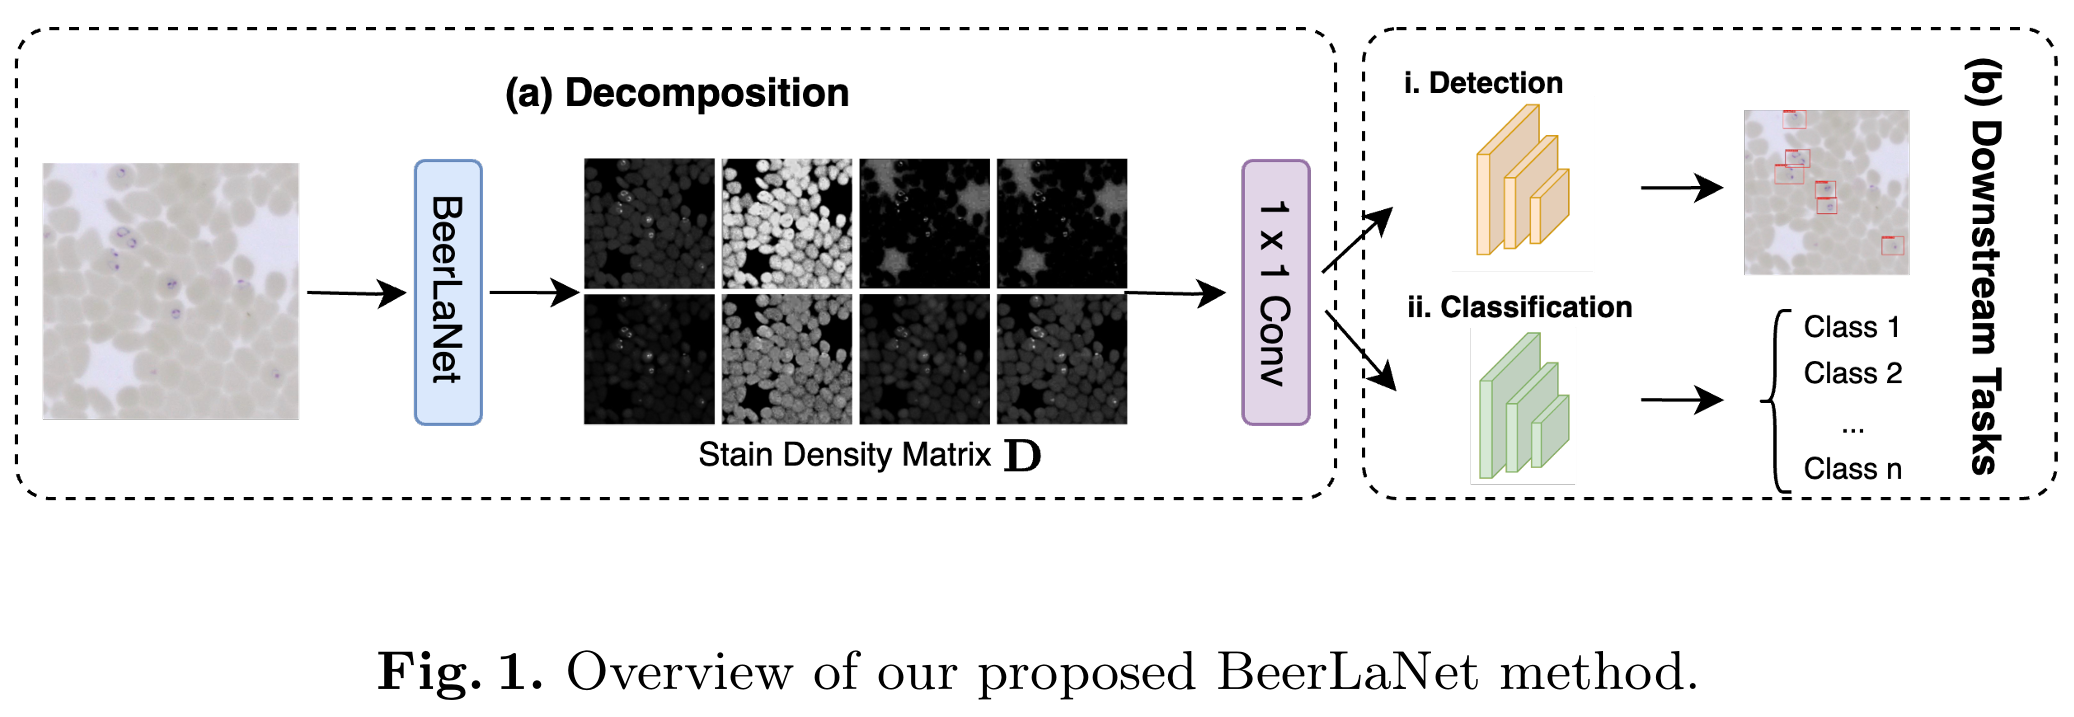 (a) Decomposition
BeerLaNet
Stain Density Matrix D
1 x 1 Conv
i. Detection
ii. Classification
Class 1
Class 2
...
Class n
(b) Downstream Tasks
Fig. 1. Overview of our proposed BeerLaNet method.